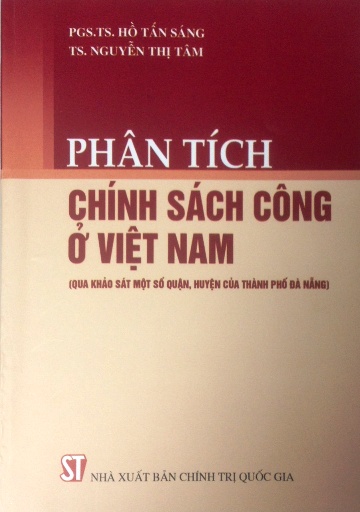 PGS.TS. HỒ TẤN SÁNG
TS. NGUYỄN THỊ TÂM
PHÂN TÍCH
CHÍNH SÁCH CÔNG
Ở VIỆT NAM
(QUA KHẢO SÁT MỘT SỐ QUẬN, HUYỆN CỦA THÀNH PHỐ ĐÀ NẴNG)
ST NHÀ XUẤT BẢN CHÍNH TRỊ QUỐC GIA